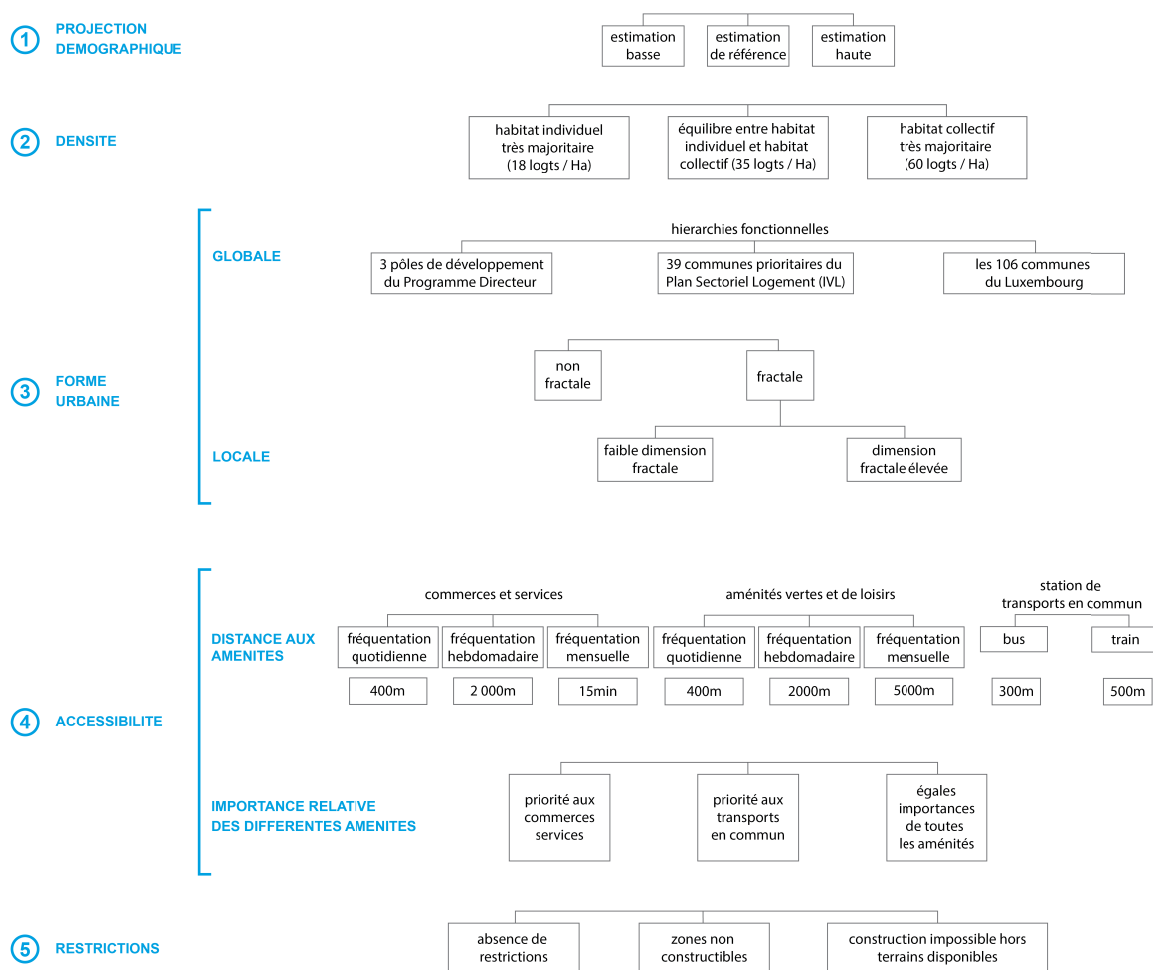 1
PROJECTION
DEMOGRAPHIQUE
estimation
basse
estimation
de référence
estimation
haute
2
DENSITE
habitat individuel
très majoritaire
(18 logts / Ha)
équilibre entre habitat
individuel et habitat
collectif (35 logts / Ha)
habitat collectif
très majoritaire
(60 logts / Ha)
3
FORME
URBAINE
GLOBALE
hierarchies fonctionnelles
3 pôles de développement
du Programme Directeur
39 communes prioritaires du
Plan Sectoriel Logement (IVL)
les 106 communes
du Luxembourg
LOCALE
non
fractale
fractale
faible dimension
fractale
dimension
fractale élevée
4
ACCESSIBILITE
DISTANCE AUX
AMENITES
commerces et services
fréquentation
quotidienne
400m
fréquentation
hebdomadaire
2 000m
fréquentation
mensuelle
15min
aménités vertes et de loisirs
fréquentation
quotidienne
400m
fréquentation
hebdomadaire
2000m
fréquentation
mensuelle
5000m
station de
transports en commun
bus
300m
train
500m
IMPORTANCE RELATIVE
DES DIFFERENTES AMENITES
priorité aux
commerces
services
priorité aux
transports
en commun
égales
importances
de toutes
les aménités
5
RESTRICTIONS
absence de
restrictions
zones non
constructibles
construction impossible hors
terrains disponibles